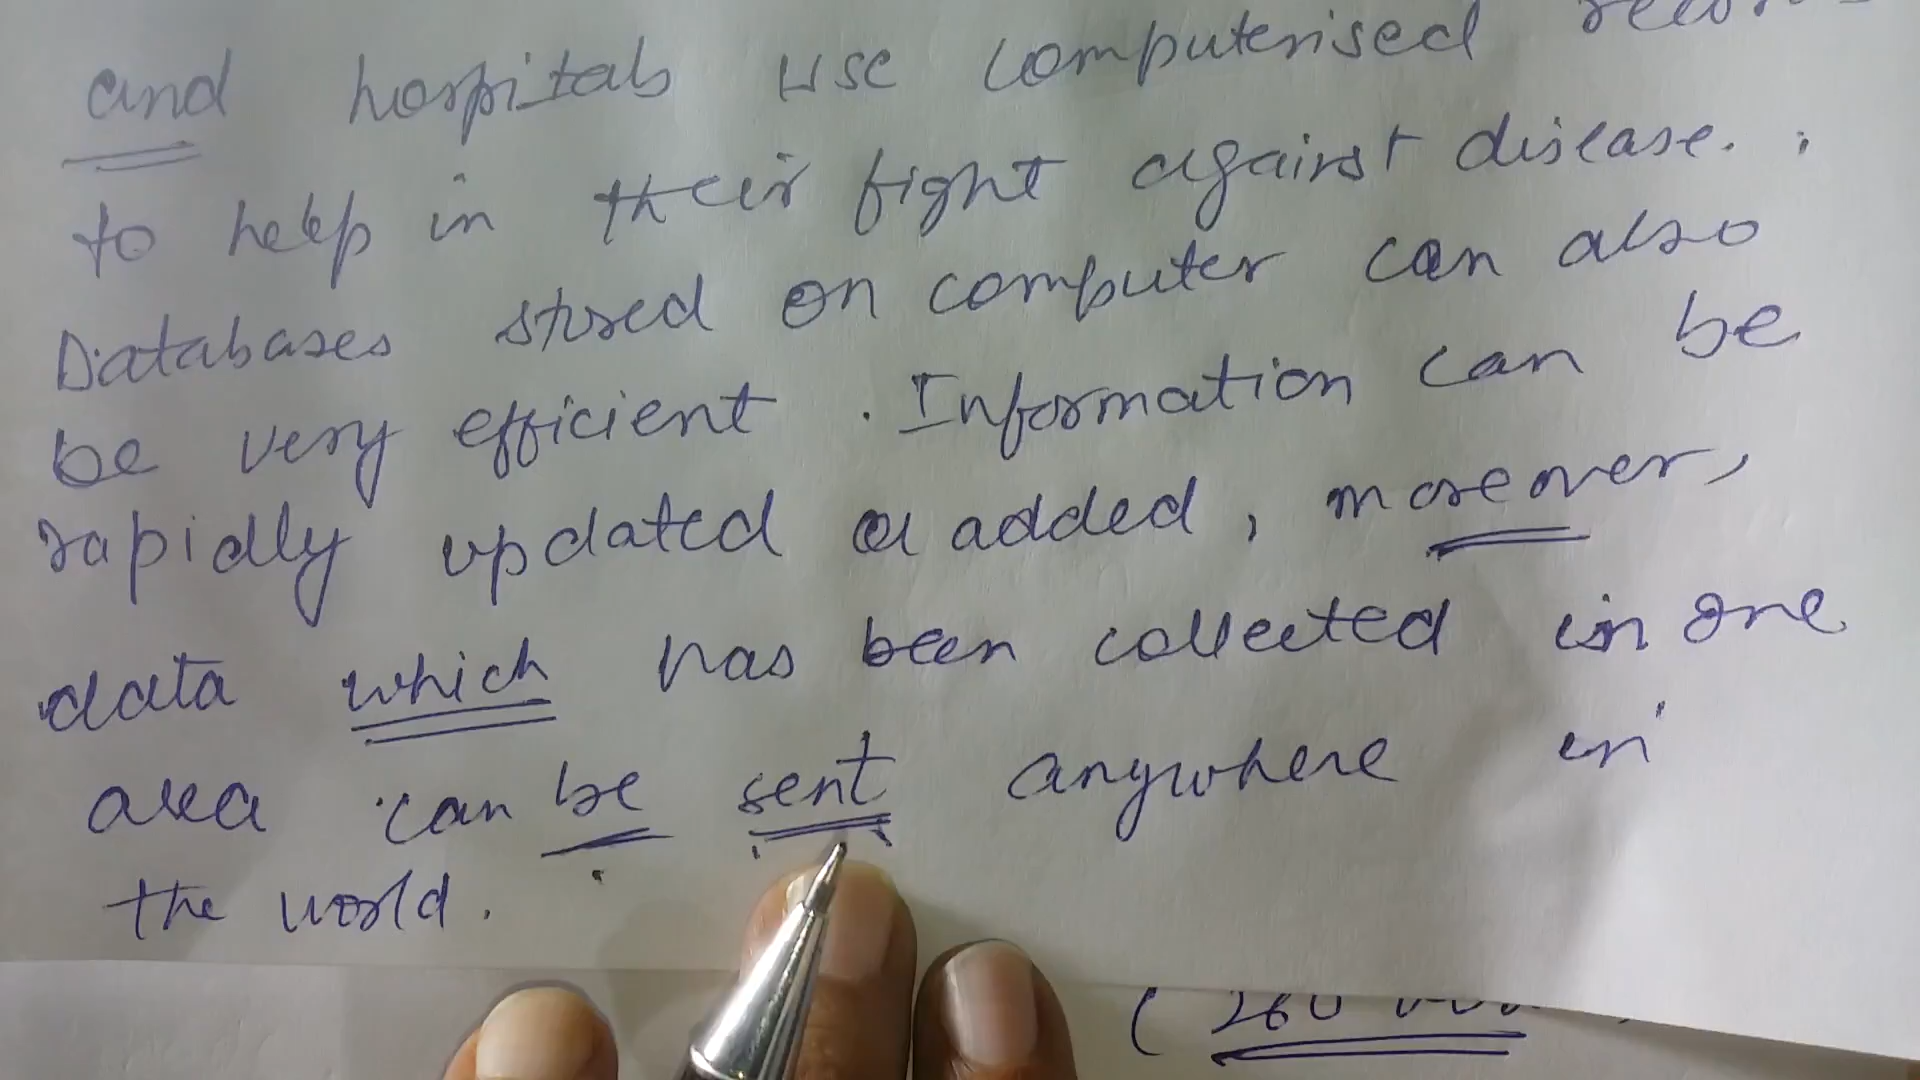 and hospitals use computerised
to help in their fight against disease.
Databases stored on computer can also
be very efficient. Information can be
rapidly updated or added, moreover,
data which has been collected in one
area can be sent anywhere in
the world.
(260